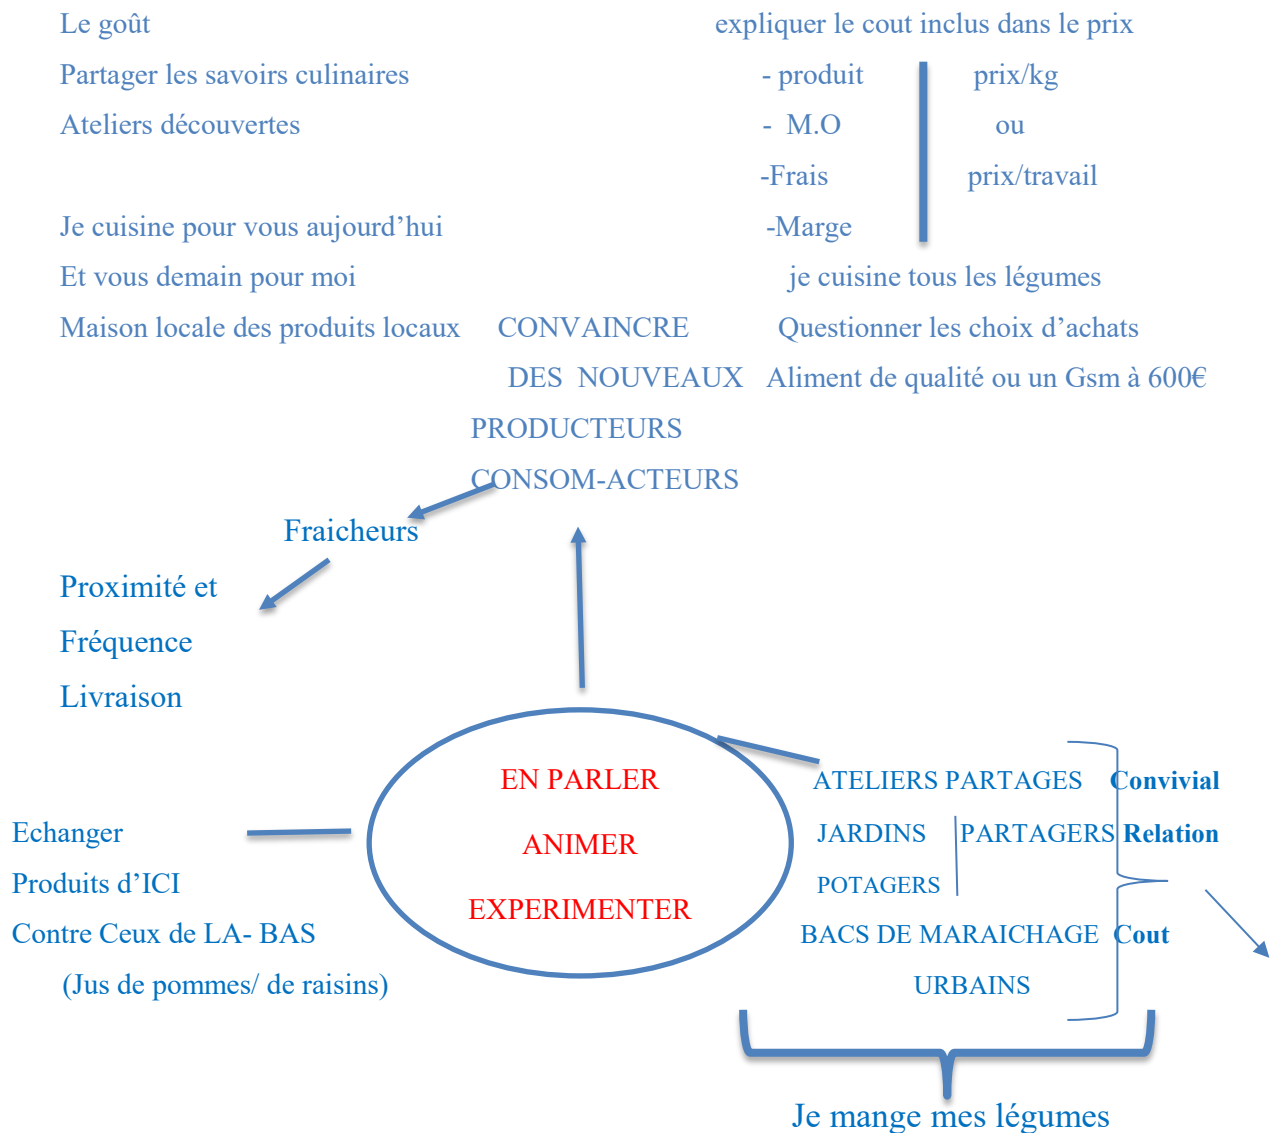 Le goût expliquer le cout inclus dans le prix
Partager les savoirs culinaires - produit prix/kg
Ateliers découvertes - M.O ou
-Frais prix/travail
Je cuisine pour vous aujourd’hui -Marge
Et vous demain pour moi je cuisine tous les légumes
Maison locale des produits locaux CONVAINCRE Questionner les choix d’achats
DES NOUVEAUX Aliment de qualité ou un Gsm à 600€
PRODUCTEURS
CONSOM-ACTEURS
Fraicheurs
Proximité et
Fréquence
Livraison
EN PARLER ATELIERS PARTAGES Convivial
Echanger ANIMER JARDINS PARTAGERS Relation
Produits d’ICI POTAGERS
EXPERIMENTER
Contre Ceux de LA- BAS BACS DE MARAICHAGE Cout
(Jus de pommes/ de raisins) URBAINS
Je mange mes légumes